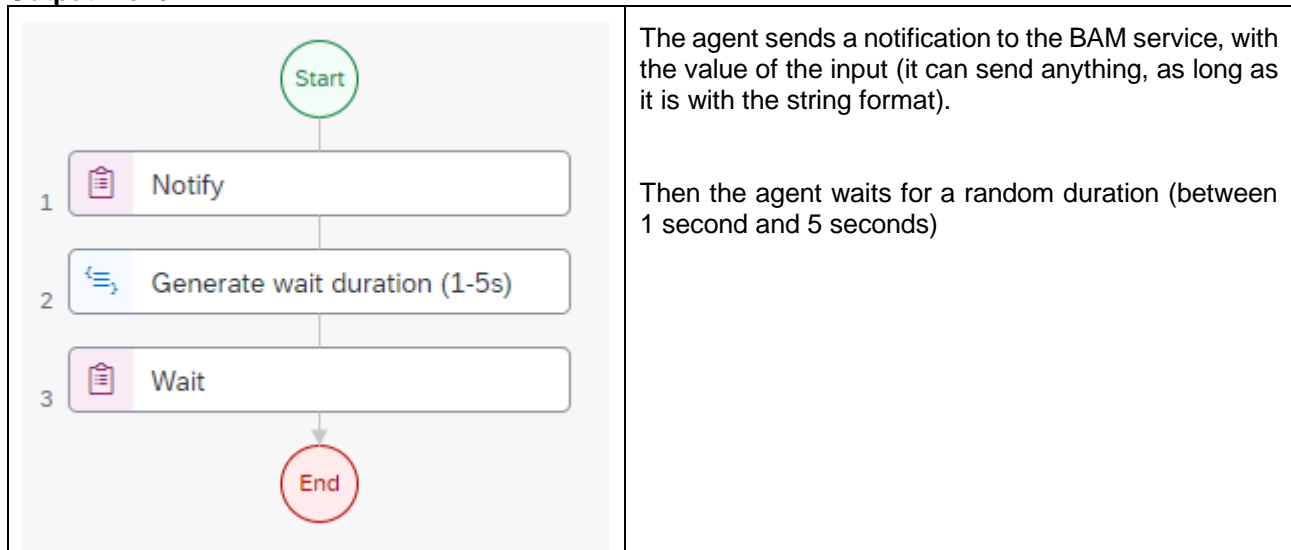 Start
1 Notify
2 Generate wait duration (1-5s)
3 Wait
End
The agent sends a notification to the BAM service, with
the value of the input (it can send anything, as long as
it is with the string format).
Then the agent waits for a random duration (between
1 second and 5 seconds)